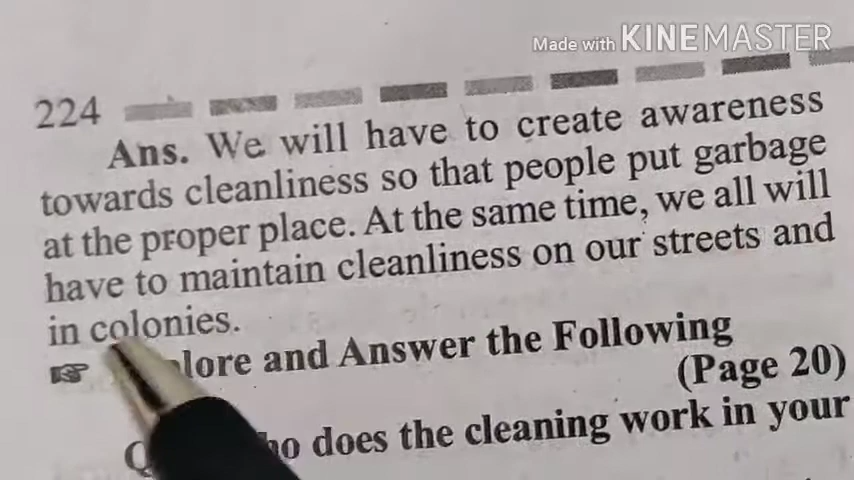 Made with KINEMASTER
224
Ans. We will have to create awareness
towards cleanliness so that people put garbage
at the proper place. At the same time, we all will
have to maintain cleanliness on our streets and
in colonies.
and Answer the Following
(Page 20)
does the cleaning work in your